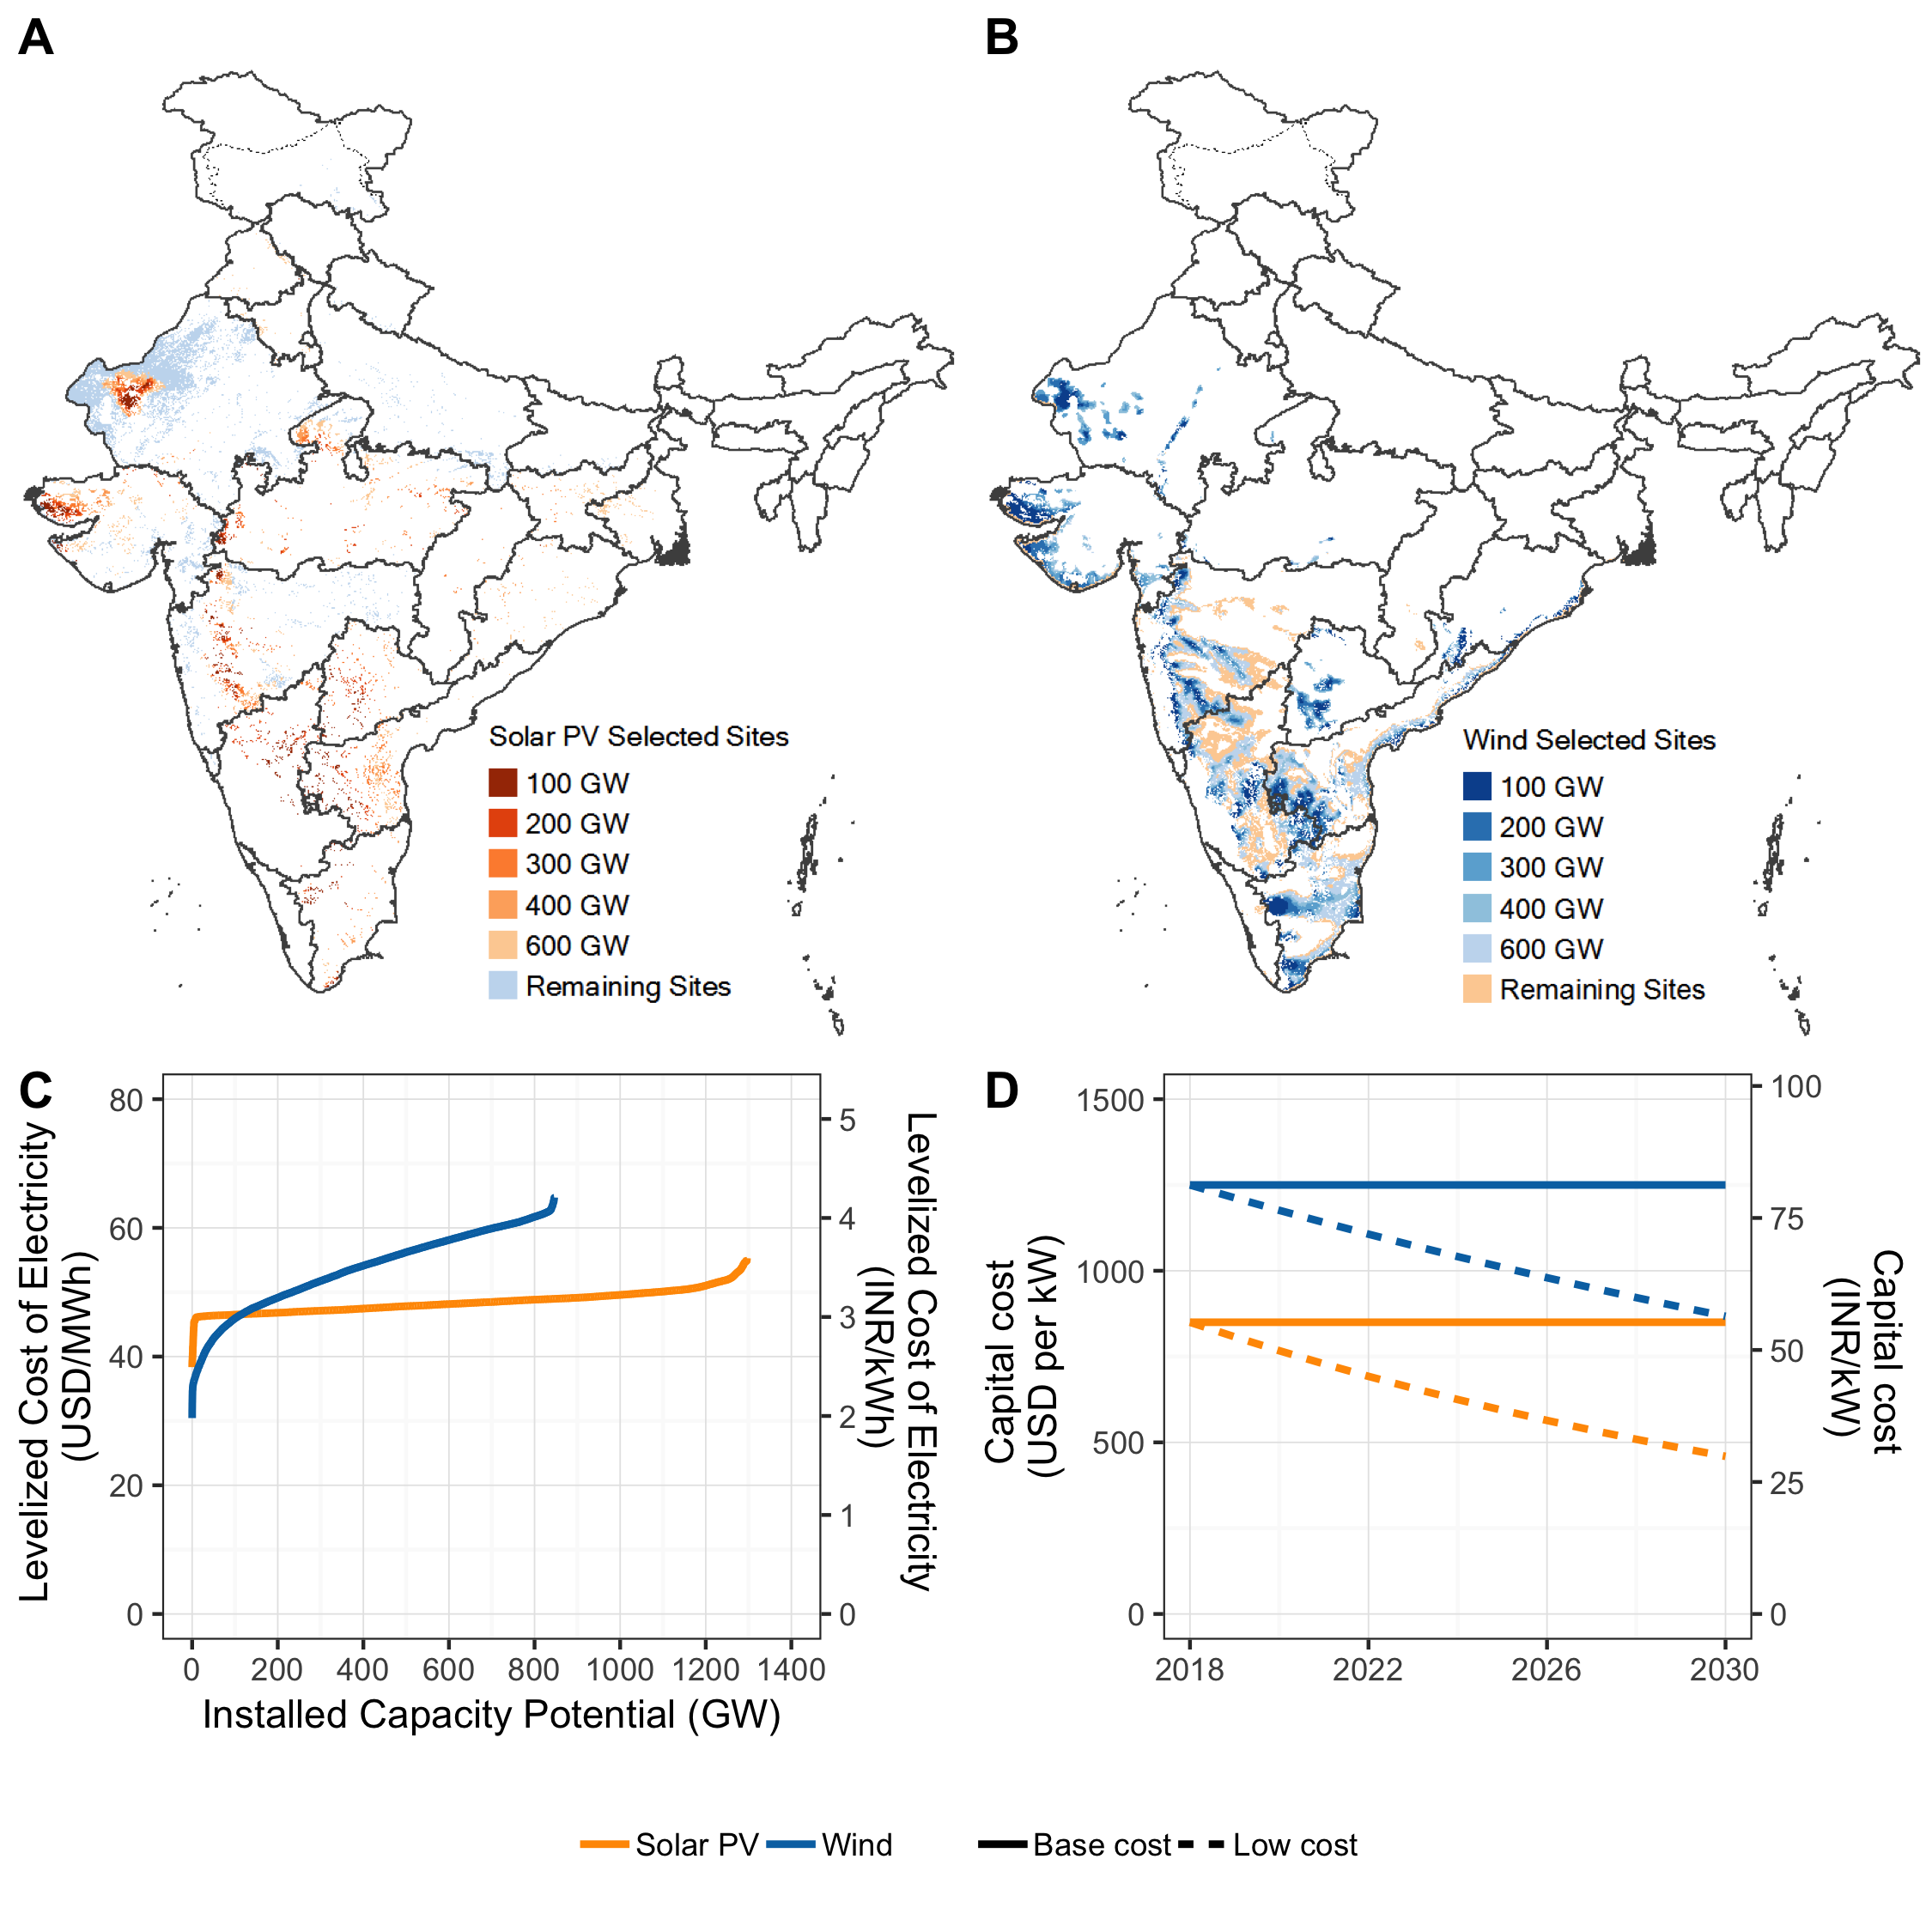 A
B
Solar PV Selected Sites
100 GW
200 GW
300 GW
400 GW
600 GW
Remaining Sites
Wind Selected Sites
100 GW
200 GW
300 GW
400 GW
600 GW
Remaining Sites
C
Levelized Cost of Electricity
(USD/MWh)
80
60
40
20
0
5
4
3
2
1
0
Levelized Cost of Electricity
(INR/kWh)
0 200 400 600 800 1000 1200 1400
Installed Capacity Potential (GW)
D
Capital cost
(USD per kW)
1500
1000
500
0
100
75
50
25
0
Capital cost
(INR/kW)
2018 2022 2026 2030
Solar PV Wind Base cost Low cost